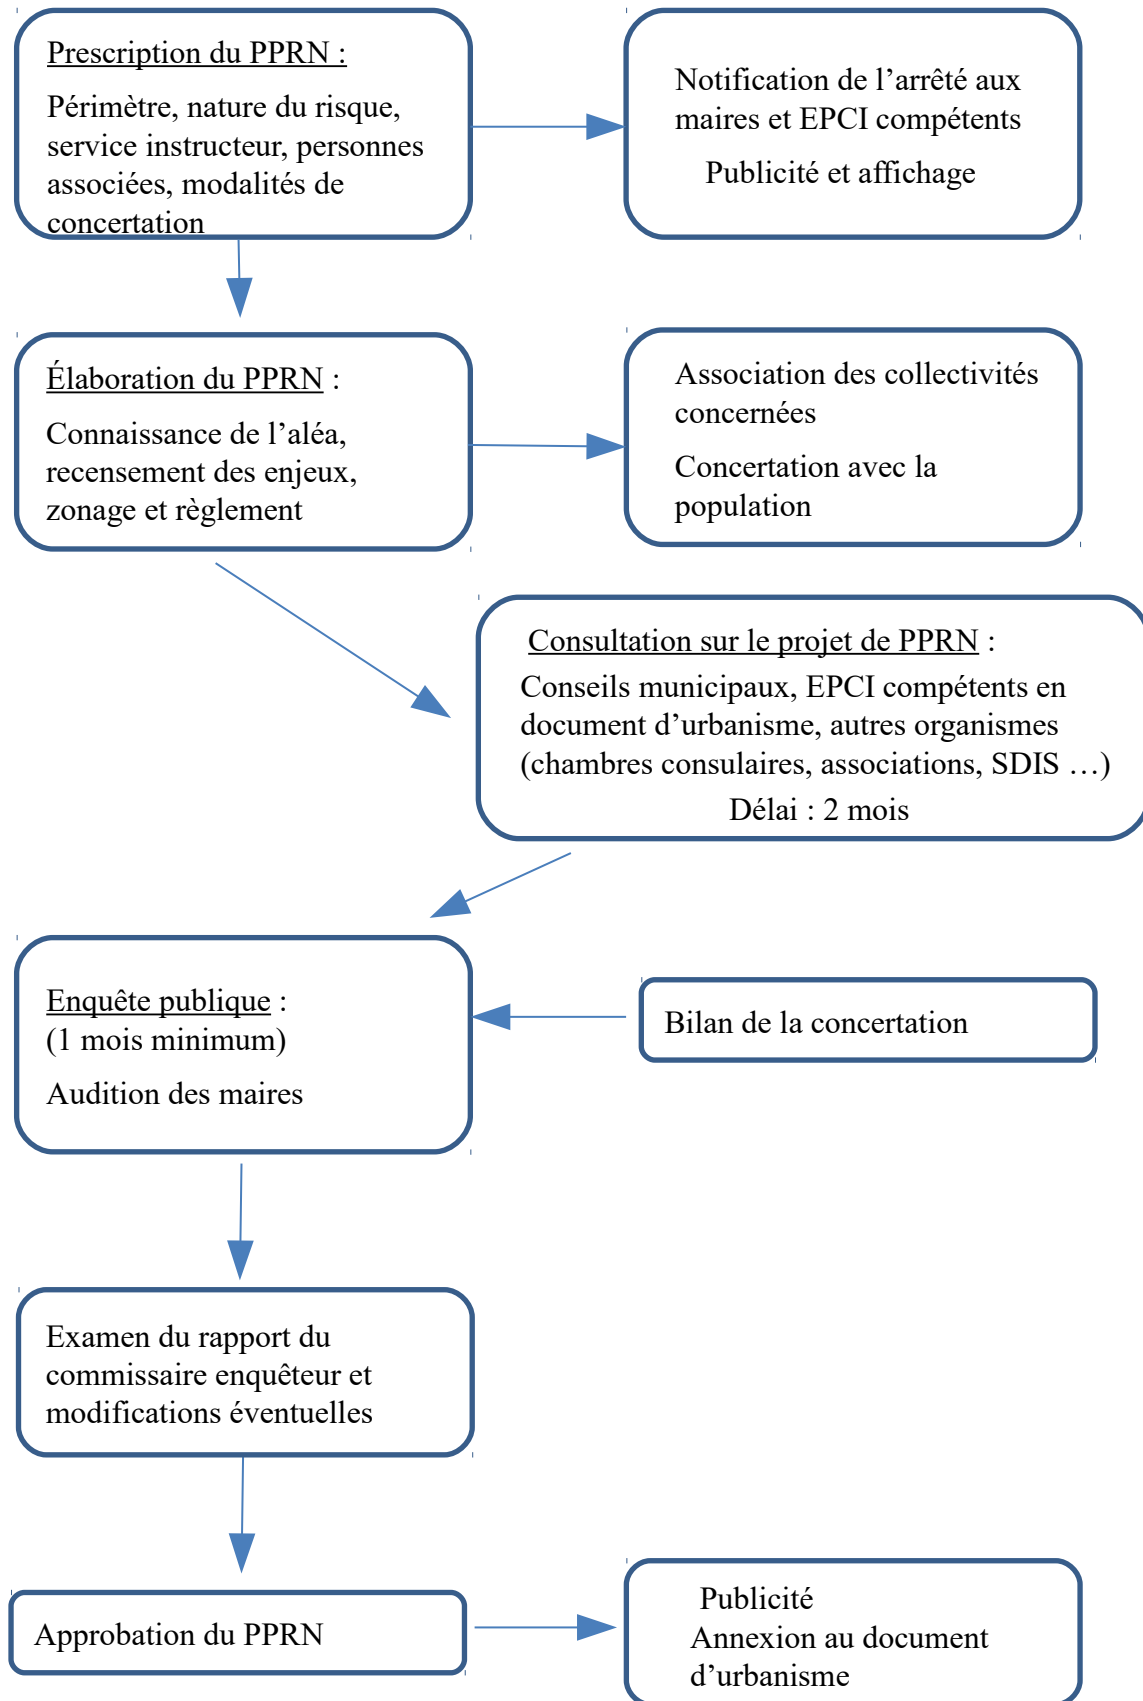 Prescription du PPRN :
Périmètre, nature du risque,
service instructeur, personnes
associées, modalités de
concertation
Notification de l’arrêté aux
maires et EPCI compétents
Publicité et affichage
Élaboration du PPRN :
Connaissance de l’aléa,
recensement des enjeux,
zonage et règlement
Association des collectivités
concernées
Concertation avec la
population
Consultation sur le projet de PPRN :
Conseils municipaux, EPCI compétents en
document d’urbanisme, autres organismes
(chambres consulaires, associations, SDIS …)
Délai : 2 mois
Enquête publique :
(1 mois minimum)
Audition des maires
Bilan de la concertation
Examen du rapport du
commissaire enquêteur et
modifications éventuelles
Approbation du PPRN
Publicité
Annexion au document
d’urbanisme